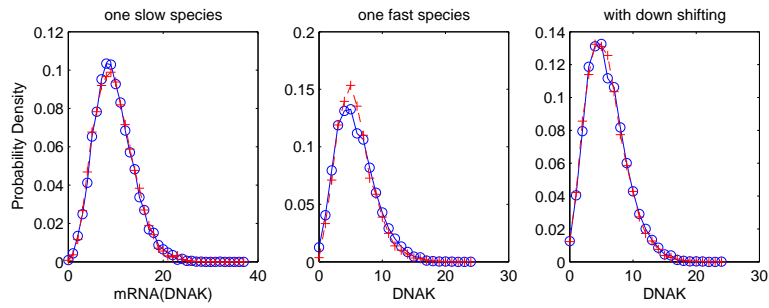 one slow species
one fast species
with down shifting
Probability Density
0.12
0.1
0.08
0.06
0.04
0.02
0
0 20 40
mRNA(DNAK)
0.2
0.15
0.1
0.05
0
0 10 20 30
DNAK
0.14
0.12
0.1
0.08
0.06
0.04
0.02
0
0 10 20 30
DNAK